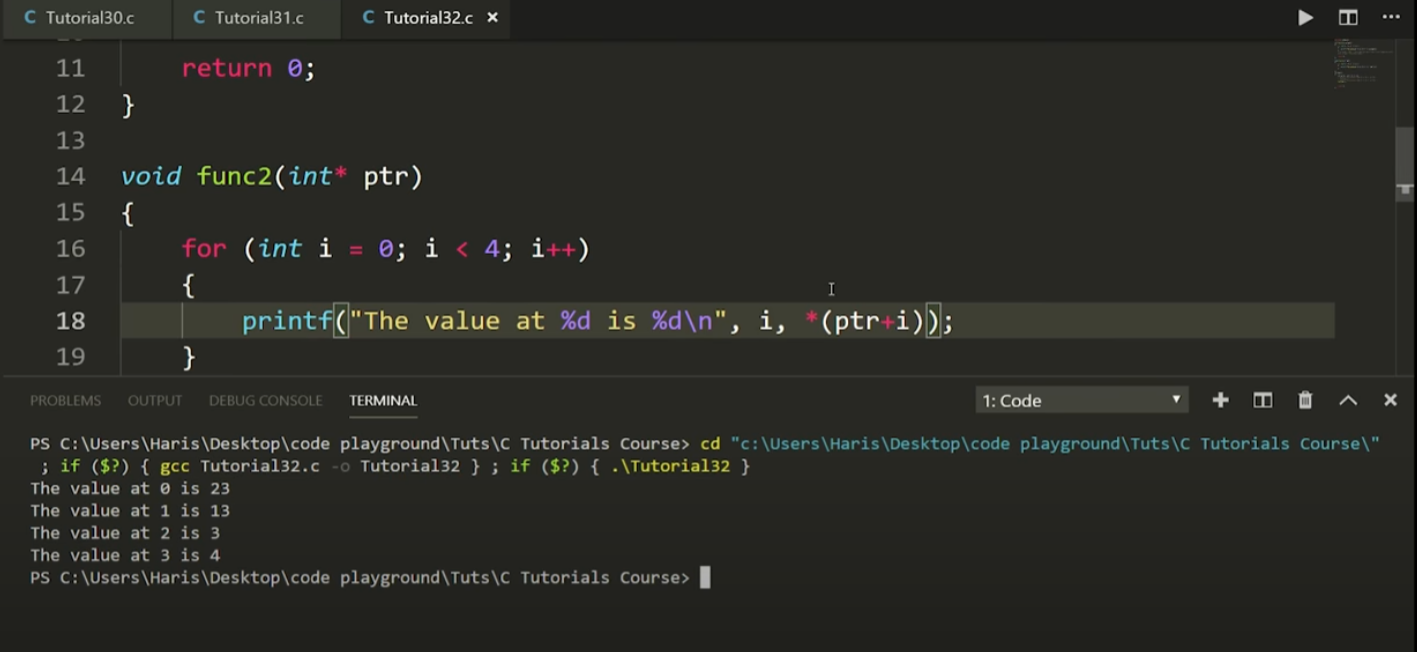 C Tutorial30.c C Tutorial31.c C Tutorial32.c ×
11 return 0;
12 }
13
14 void func2(int* ptr)
15 {
16 for (int i = 0; i < 4; i++)
17 {
18 printf("The value at %d is %d\n", i, *(ptr+i));
19 }
PROBLEMS OUTPUT DEBUG CONSOLE TERMINAL 1: Code
PS C:\Users\Haris\Desktop\code playground\Tuts\C Tutorials Course> cd "c:\Users\Haris\Desktop\code playground\Tuts\C Tutorials Course\"
; if ($?) { gcc Tutorial32.c -o Tutorial32 } ; if ($?) { .\Tutorial32 }
The value at 0 is 23
The value at 1 is 13
The value at 2 is 3
The value at 3 is 4
PS C:\Users\Haris\Desktop\code playground\Tuts\C Tutorials Course>